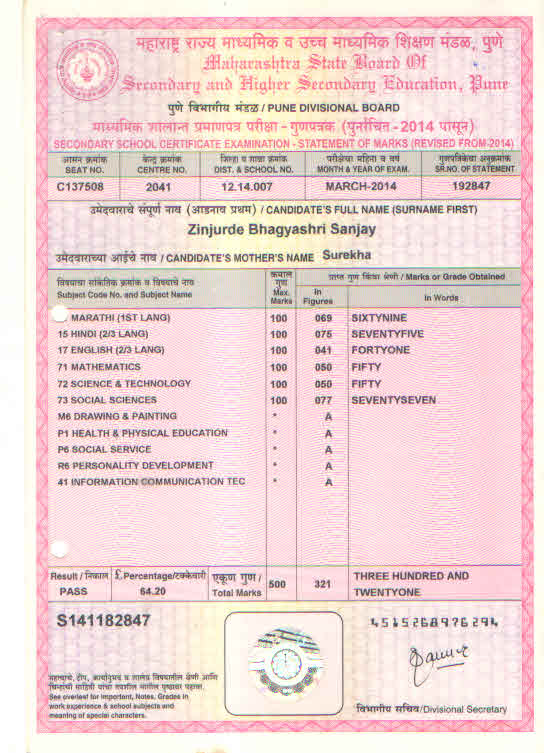 महाराष्ट्र राज्य माध्यमिक व उच्च माध्यमिक शिक्षण मंडळ, पुणे
Maharashtra State Board Of
Secondary and Higher Secondary Education, Pune
पुणे विभागीय मंडळ / PUNE DIVISIONAL BOARD
माध्यमिक शालान्त प्रमाणपत्र परीक्षा - गुणपत्रक (पुनर्रचित - 2014 पासून)
SECONDARY SCHOOL CERTIFICATE EXAMINATION - STATEMENT OF MARKS (REVISED FROM-2014)
आसन क्रमांक केन्द्र क्रमांक जिल्हा व शाळा क्रमांक परीक्षेचा महिना व वर्ष गुणपत्रिकेचा अनुक्रमांक
SEAT NO. CENTRE NO. DIST. & SCHOOL NO. MONTH & YEAR OF EXAM. SR.NO. OF STATEMENT
C137508 2041 12.14.007 MARCH-2014 192847
उमेदवाराचे संपूर्ण नाव (आडनाव प्रथम) / CANDIDATE'S FULL NAME (SURNAME FIRST)
Zinjurde Bhagyashri Sanjay
उमेदवाराच्या आईचे नाव / CANDIDATE'S MOTHER'S NAME Surekha
विषयाचा सांकेतिक क्रमांक व विषयाचे नाव
Subject Code No. and Subject Name
कमाल
गुण
Max.
Marks
प्राप्त गुण किंवा श्रेणी / Marks or Grade Obtained
In
Figures
In Words
MARATHI (1ST LANG) 100 069 SIXTYNINE
15 HINDI (2/3 LANG) 100 075 SEVENTYFIVE
17 ENGLISH (2/3 LANG) 100 041 FORTYONE
71 MATHEMATICS 100 050 FIFTY
72 SCIENCE & TECHNOLOGY 100 050 FIFTY
73 SOCIAL SCIENCES 100 077 SEVENTYSEVEN
M6 DRAWING & PAINTING * A
P1 HEALTH & PHYSICAL EDUCATION * A
P6 SOCIAL SERVICE * A
R6 PERSONALITY DEVELOPMENT * A
41 INFORMATION COMMUNICATION TEC * A
Result / निकाल Percentage/टक्केवारी एकूण गुण / 500 321 THREE HUNDRED AND
PASS 64.20 Total Marks TWENTYONE
S141182847
महत्वाचे, टीप, कार्यानुभव व शालेय विषयातील श्रेणी आणि
चिन्हांची माहिती यांचा तपशील मागील पृष्ठावर पहावा.
See overleaf for Important, Notes, Grades in
work experience & school subjects and
meaning of special characters.
विभागीय सचिव/Divisional Secretary